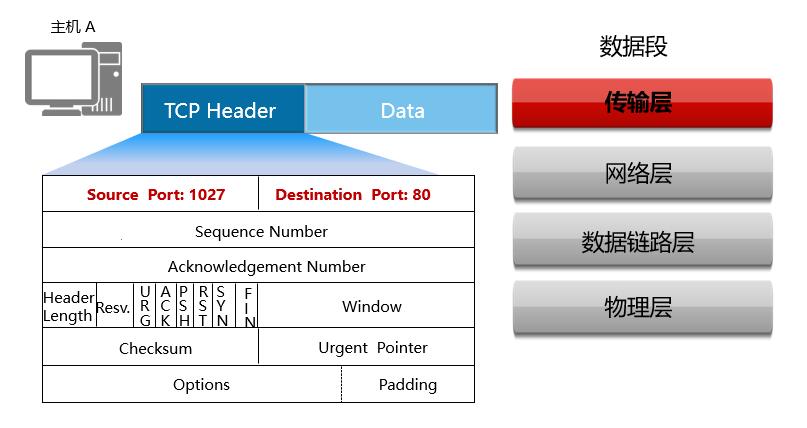 主机 A
数据段
TCP Header
Data
传输层
网络层
数据链路层
物理层
Source Port: 1027
Destination Port: 80
Sequence Number
Acknowledgement Number
Header
Length
Resv.
URG
ACK
PSH
RST
SYN
FIN
Window
Checksum
Urgent Pointer
Options
Padding